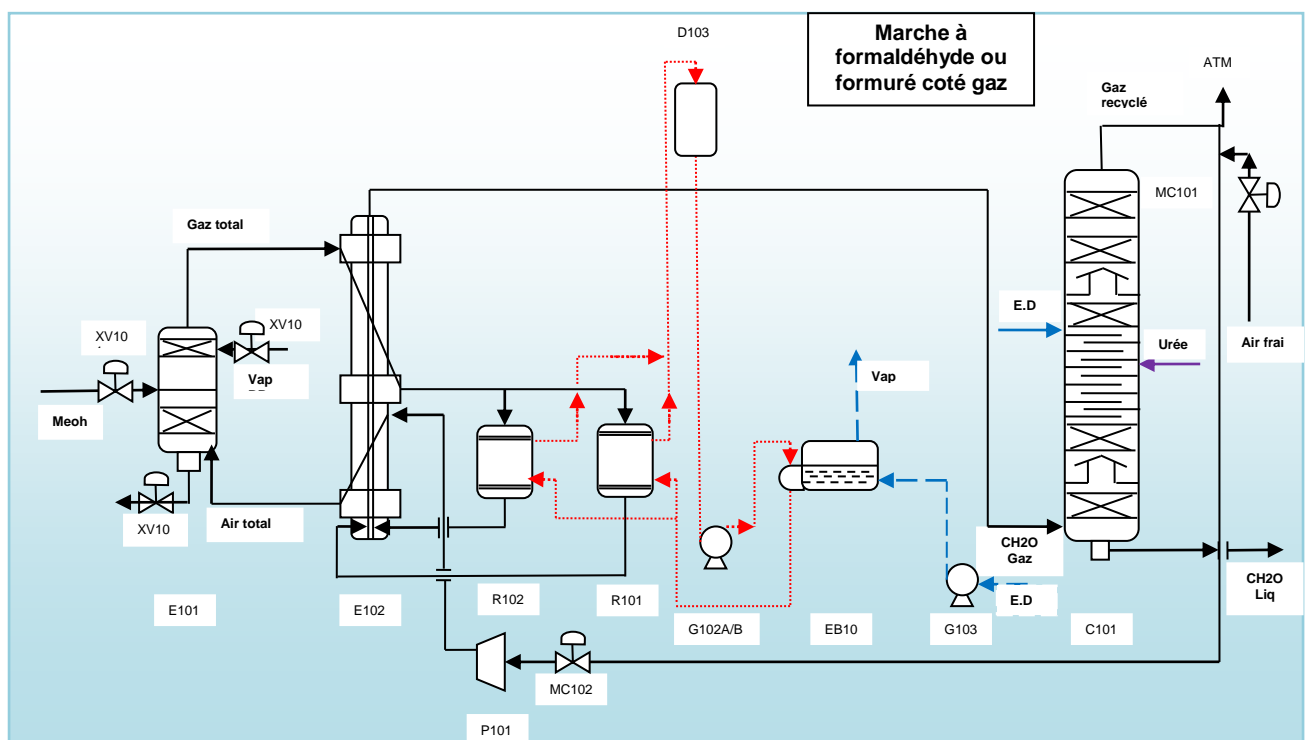 D103
Marche à
formaldéhyde ou
formuré coté gaz
ATM
Gaz
recyclé
MC101
Gaz total
XV10
XV10
E.D
Vap
Urée
Air frai
Vap
Meoh
XV10
Air total
CH2O
Gaz
E.D
CH2O
Liq
E101
E102
R102
R101
G102A/B
EB10
G103
C101
MC102
P101